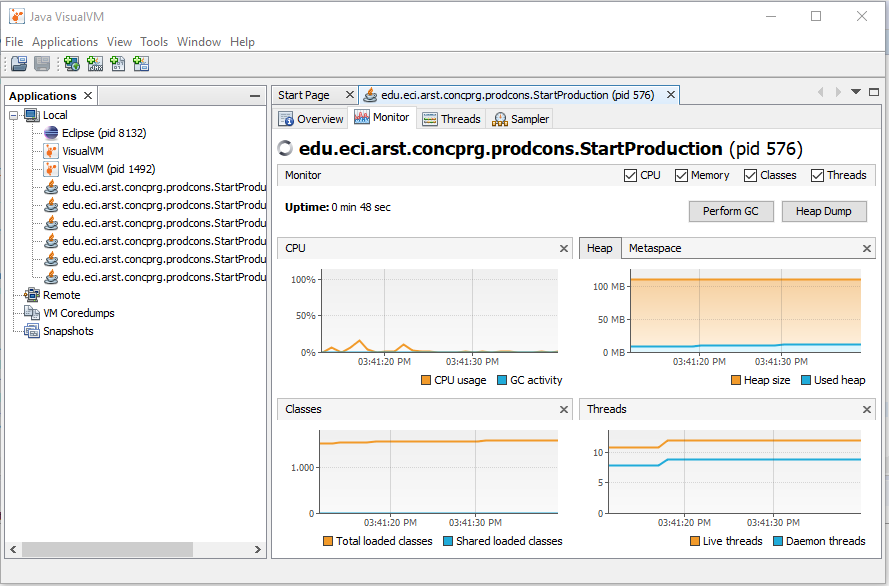 Java VisualVM
File Applications View Tools Window Help
Applications
Local
Eclipse (pid 8132)
VisualVM
VisualVM (pid 1492)
edu.eci.arst.concprg.prodcons.StartProdu
edu.eci.arst.concprg.prodcons.StartProdu
edu.eci.arst.concprg.prodcons.StartProdu
edu.eci.arst.concprg.prodcons.StartProdu
edu.eci.arst.concprg.prodcons.StartProdu
edu.eci.arst.concprg.prodcons.StartProdu
Remote
VM Coredumps
Snapshots
Start Page edu.eci.arst.concprg.prodcons.StartProduction (pid 576)
Overview Monitor Threads Sampler
edu.eci.arst.concprg.prodcons.StartProduction (pid 576)
Monitor CPU Memory Classes Threads
Uptime: 0 min 48 sec
Perform GC Heap Dump
CPU
100%
50%
0%
03:41:20 PM 03:41:30 PM
CPU usage GC activity
Heap Metaspace
100 MB
50 MB
0 MB
03:41:20 PM 03:41:30 PM
Heap size Used heap
Classes
1.000
0
03:41:20 PM 03:41:30 PM
Total loaded classes Shared loaded classes
Threads
10
5
0
03:41:20 PM 03:41:30 PM
Live threads Daemon threads